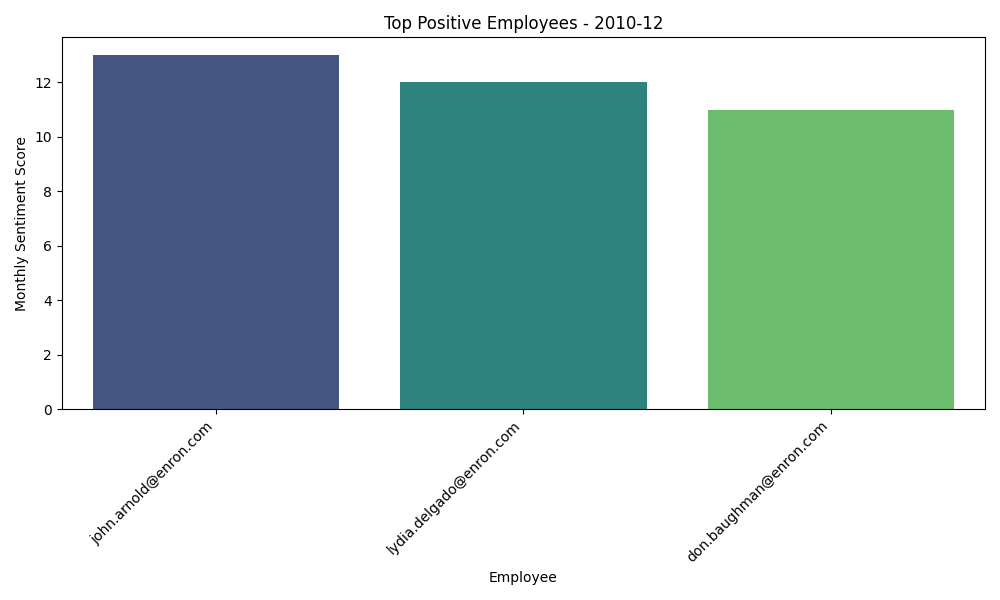 Top Positive Employees - 2010-12
Monthly Sentiment Score
12
10
8
6
4
2
0
john.arnold@enron.com
lydia.delgado@enron.com
don.baughman@enron.com
Employee